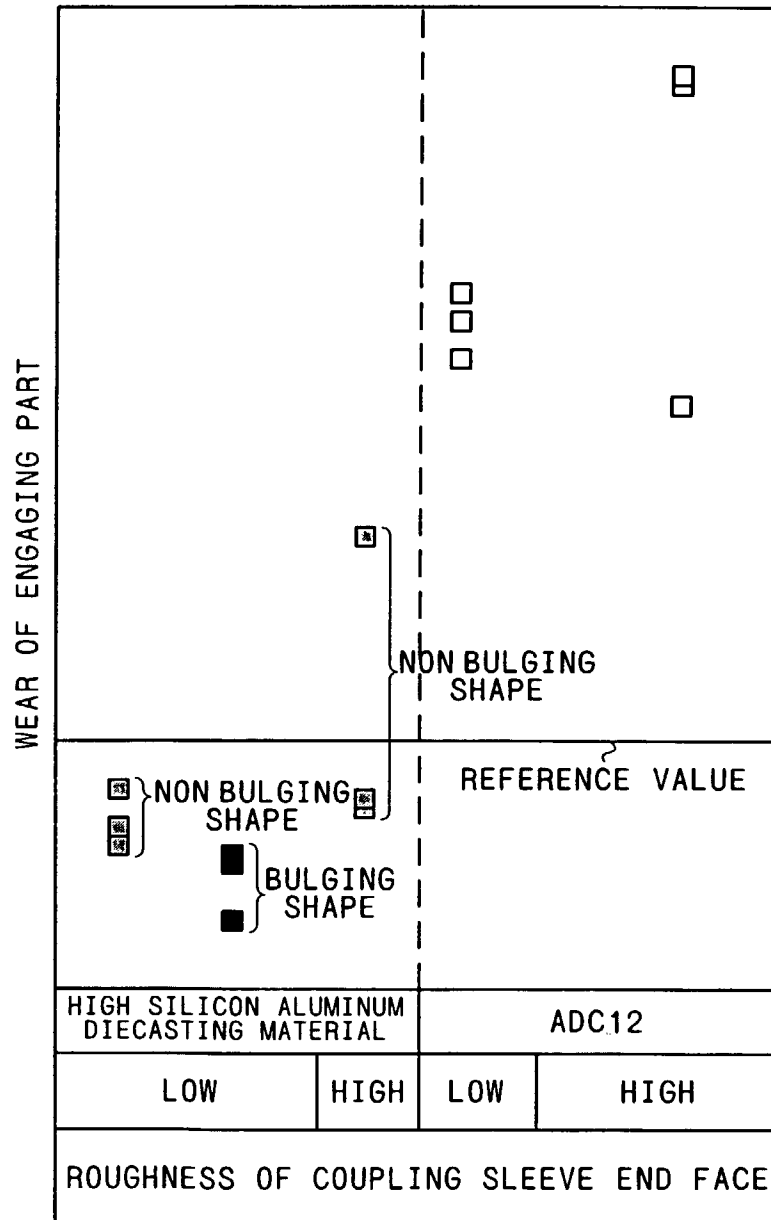 WEAR OF ENGAGING PART
NON BULGING
SHAPE
REFERENCE VALUE
NON BULGING
SHAPE
BULGING
SHAPE
HIGH SILICON ALUMINUM
DIECASTING MATERIAL
ADC12
LOW
HIGH
LOW
HIGH
ROUGHNESS OF COUPLING SLEEVE END FACE